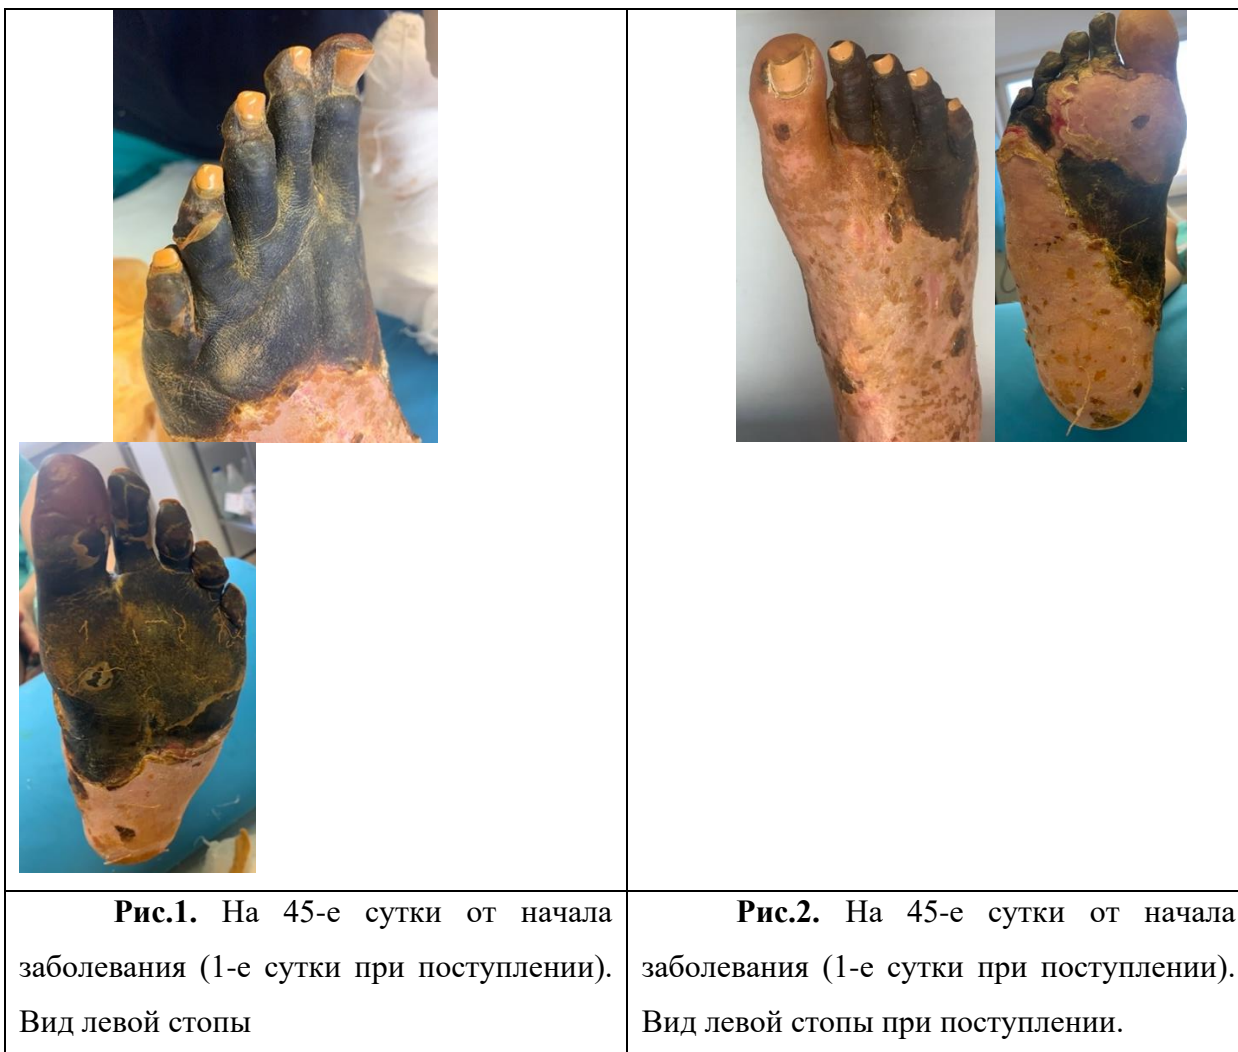 Рис.1. На 45-е сутки от начала
заболевания (1-е сутки при поступлении).
Вид левой стопы
Рис.2. На 45-е сутки от начала
заболевания (1-е сутки при поступлении).
Вид левой стопы при поступлении.